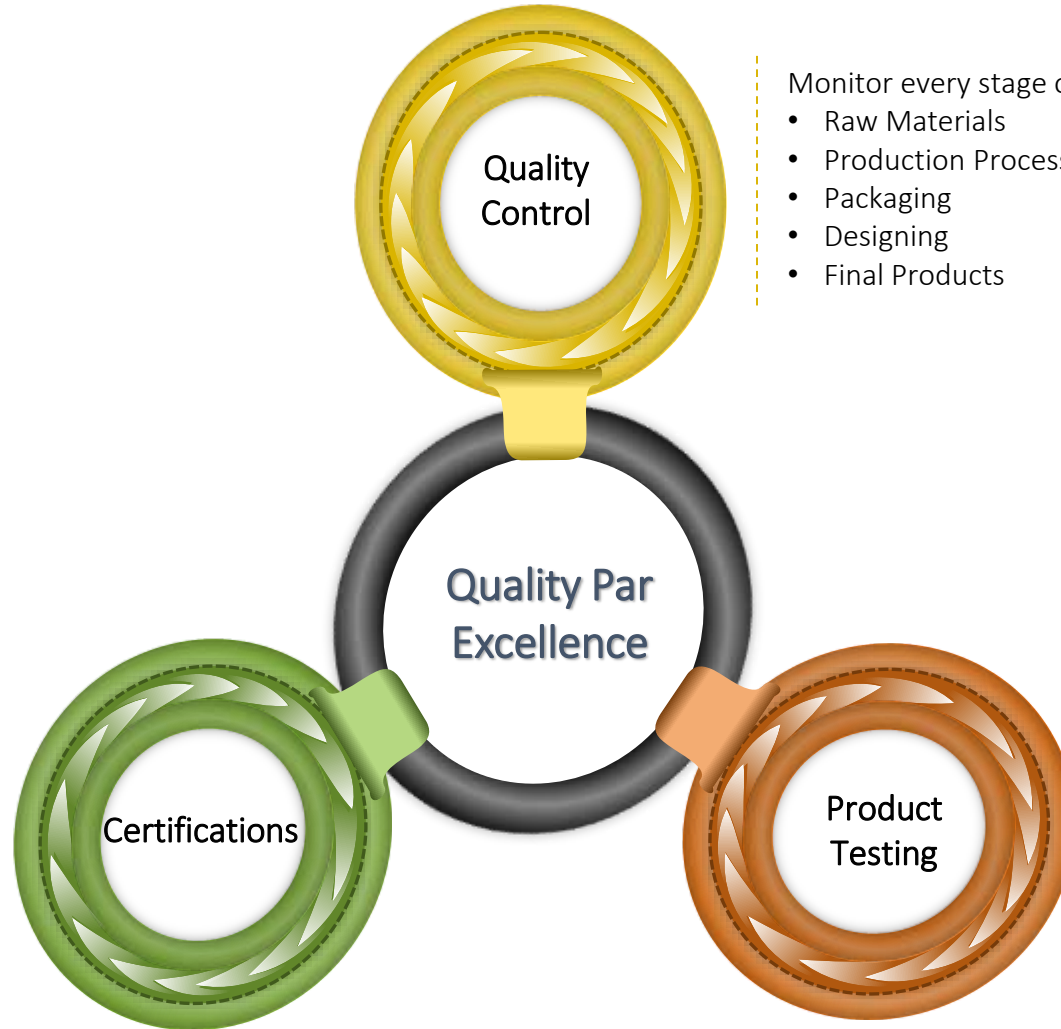 Quality
Control
Monitor every stage
• Raw Materials
• Production Process
• Packaging
• Designing
• Final Products
Quality Par
Excellence
Certifications
Product
Testing